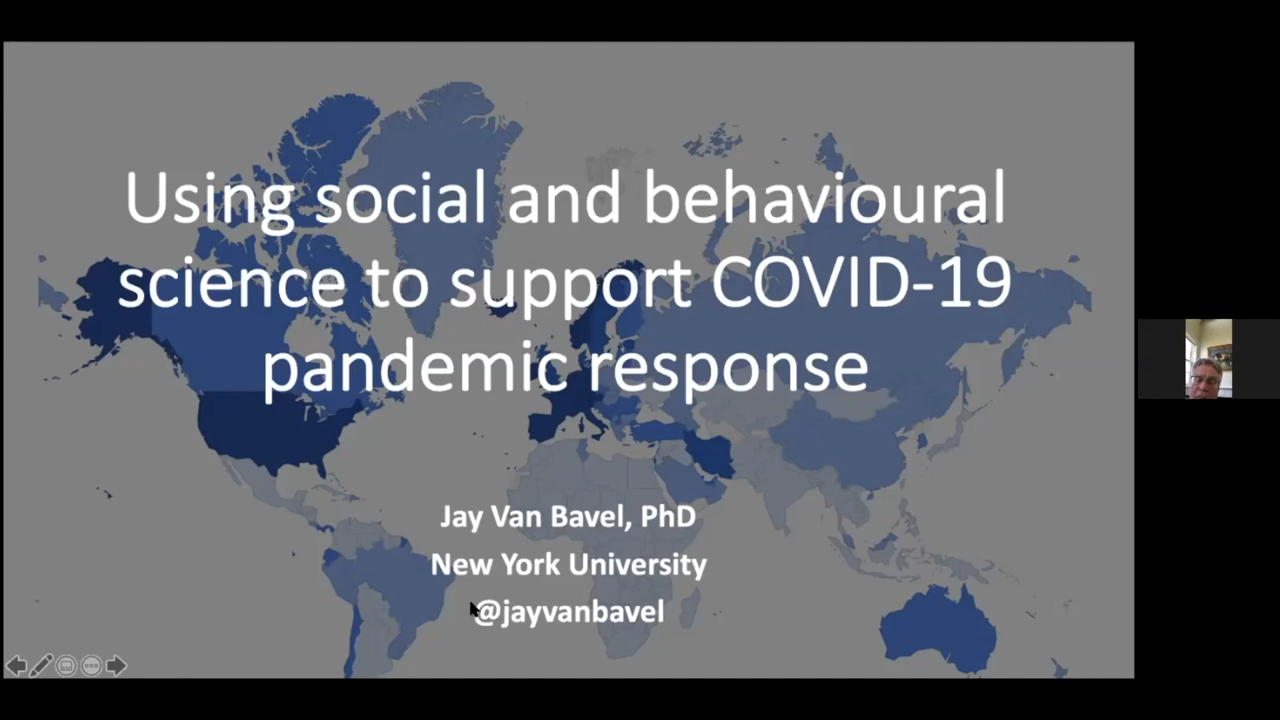 Using social and behavioural
science to support COVID-19
pandemic response
Jay Van Bavel, PhD
New York University
@jayvanbavel